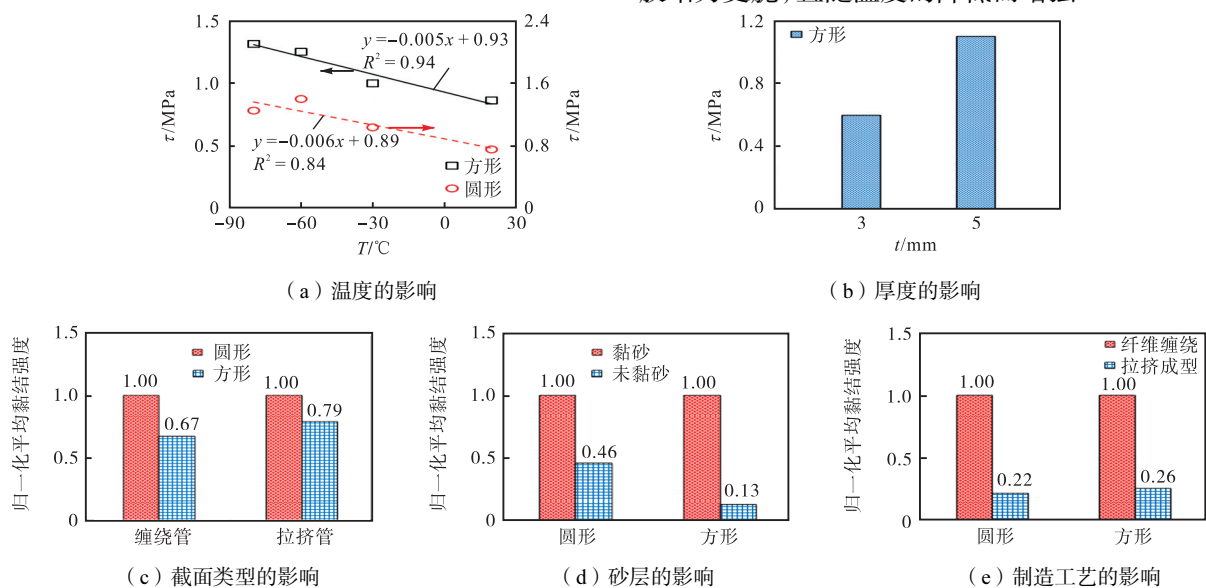 1.5
1.0
0.5
0
τ/MPa
2.4
1.6
0.8
0
τ/MPa
y=−0.005x+0.93
R²=0.94
y=−0.006x+0.89
R²=0.84
方形
圆形
−90
−60
−30
0
30
T/℃
（a）温度的影响
1.2
0.8
0.4
0
τ/MPa
方形
3
5
t/mm
（b）厚度的影响
1.5
1.0
0.5
0
归一化平均黏结强度
圆形
方形
1.00
0.67
1.00
0.79
缠绕管
拉挤管
（c）截面类型的影响
1.5
1.0
0.5
0
归一化平均黏结强度
黏砂
未黏砂
1.00
0.46
1.00
0.13
圆形
方形
（d）砂层的影响
1.5
1.0
0.5
0
归一化平均黏结强度
纤维缠绕
拉挤成型
1.00
0.22
1.00
0.26
圆形
方形
（e）制造工艺的影响